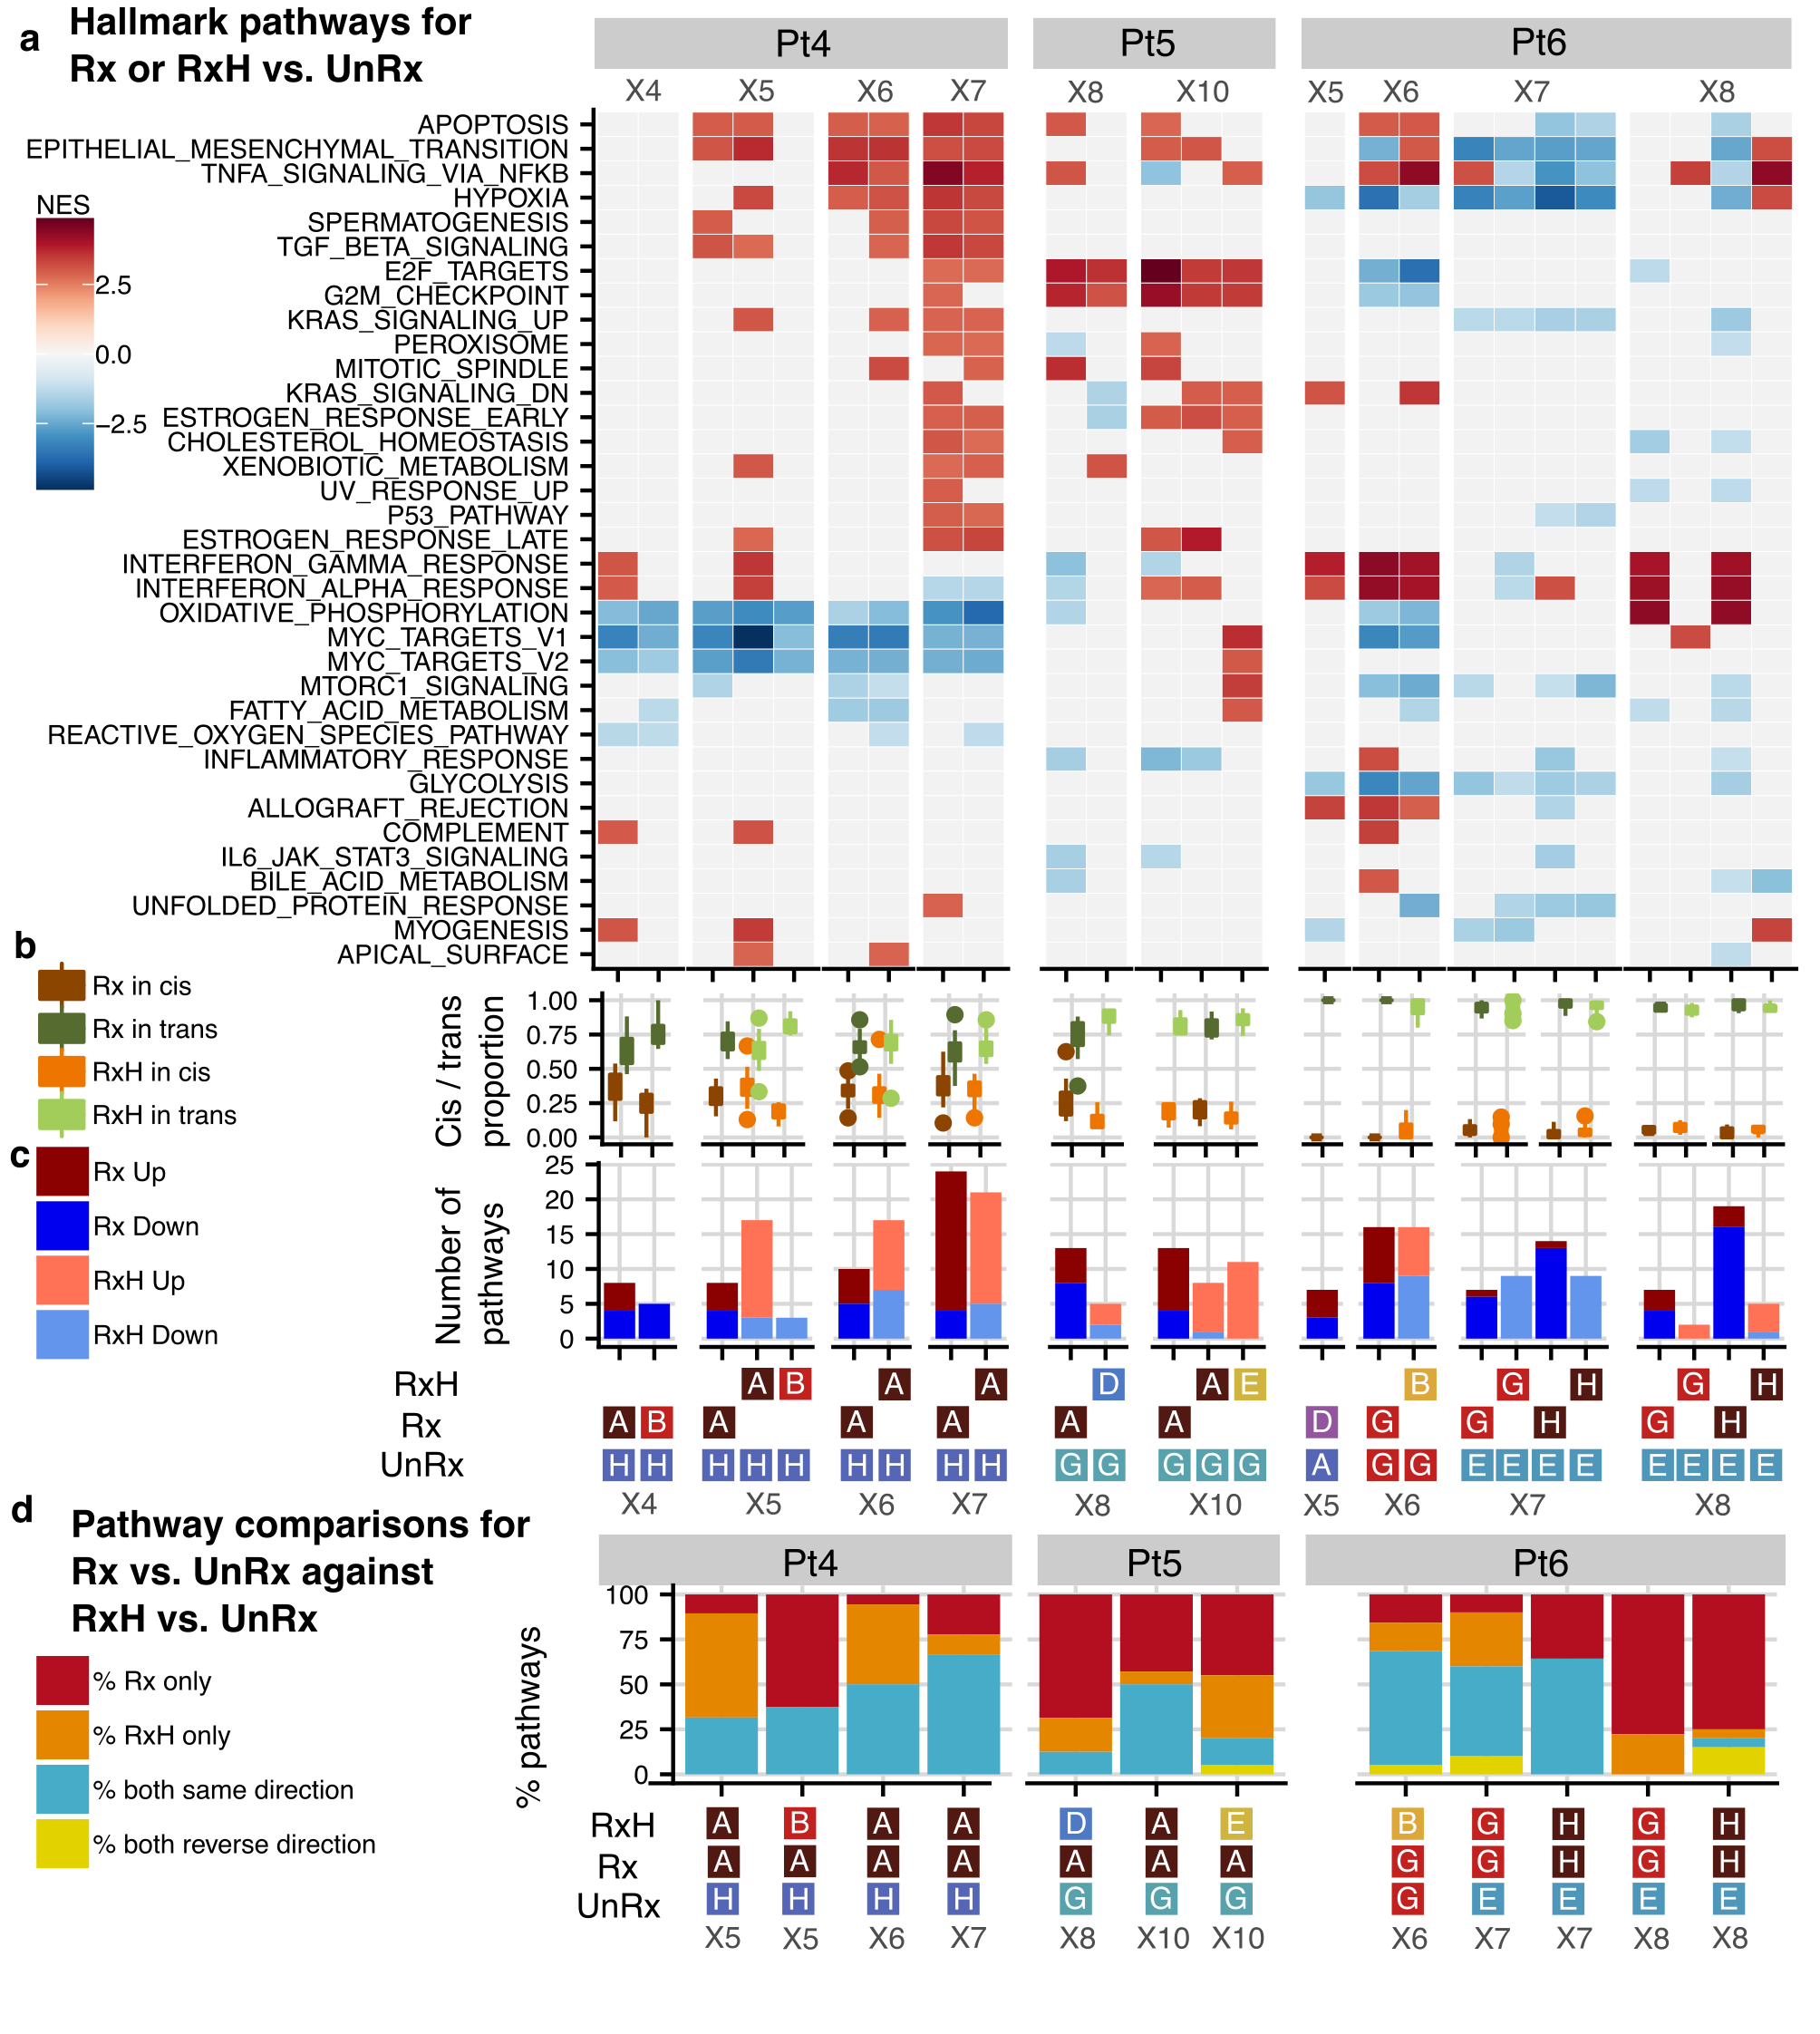 a Hallmark pathways for
Rx or RxH vs. UnRx
Pt4 Pt5 Pt6
X4 X5 X6 X7 X8 X10 X5 X6 X7 X8
APOPTOSIS
EPITHELIAL_MESENCHYMAL_TRANSITION
TNFA_SIGNALING_VIA_NFKB
HYPOXIA
SPERMATOGENESIS
TGF_BETA_SIGNALING
E2F_TARGETS
G2M_CHECKPOINT
KRAS_SIGNALING_UP
PEROXISOME
MITOTIC_SPINDLE
KRAS_SIGNALING_DN
ESTROGEN_RESPONSE_EARLY
CHOLESTEROL_HOMEOSTASIS
XENOBIOTIC_METABOLISM
UV_RESPONSE_UP
P53_PATHWAY
ESTROGEN_RESPONSE_LATE
INTERFERON_GAMMA_RESPONSE
INTERFERON_ALPHA_RESPONSE
OXIDATIVE_PHOSPHORYLATION
MYC_TARGETS_V1
MYC_TARGETS_V2
MTORC1_SIGNALING
FATTY_ACID_METABOLISM
REACTIVE_OXYGEN_SPECIES_PATHWAY
INFLAMMATORY_RESPONSE
GLYCOLYSIS
ALLOGRAFT_REJECTION
COMPLEMENT
IL6_JAK_STAT3_SIGNALING
BILE_ACID_METABOLISM
UNFOLDED_PROTEIN_RESPONSE
MYOGENESIS
APICAL_SURFACE
NES
2.5
0.0
−2.5
b
Rx in cis
Rx in trans
RxH in cis
RxH in trans
Cis / trans
proportion
1.00
0.75
0.50
0.25
0.00
c
Rx Up
Rx Down
RxH Up
RxH Down
Number of
pathways
25
20
15
10
5
0
RxH A B A A D A E B G H G H
Rx A B A A A A A D G G H G H
UnRx H H H H H H H H H G G G G G A G G E E E E E E E E
X4 X5 X6 X7 X8 X10 X5 X6 X7 X8
d Pathway comparisons for
Rx vs. UnRx against
RxH vs. UnRx
% Rx only
% RxH only
% both same direction
% both reverse direction
Pt4 Pt5 Pt6
% pathways
100
75
50
25
0
RxH A B A A D A E B G H G H
Rx A A A A A A A G G H G H
UnRx H H H H G G G G E E E E
X5 X5 X6 X7 X8 X10 X10 X6 X7 X7 X8 X8